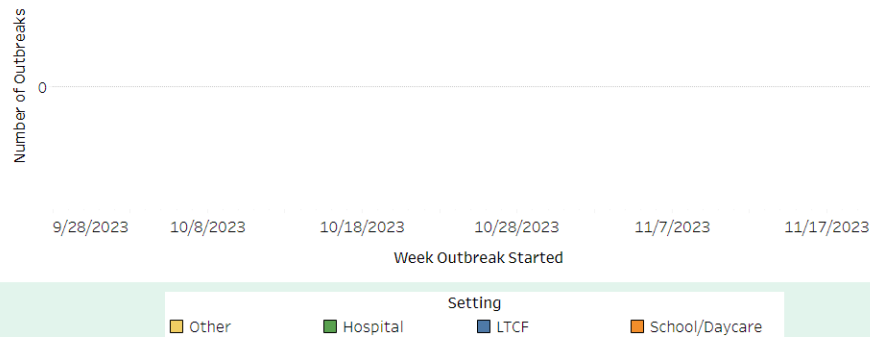 Number of Outbreaks
0
9/28/2023 10/8/2023 10/18/2023 10/28/2023 11/7/2023 11/17/2023
Week Outbreak Started
Setting
Other Hospital LTCF School/Daycare